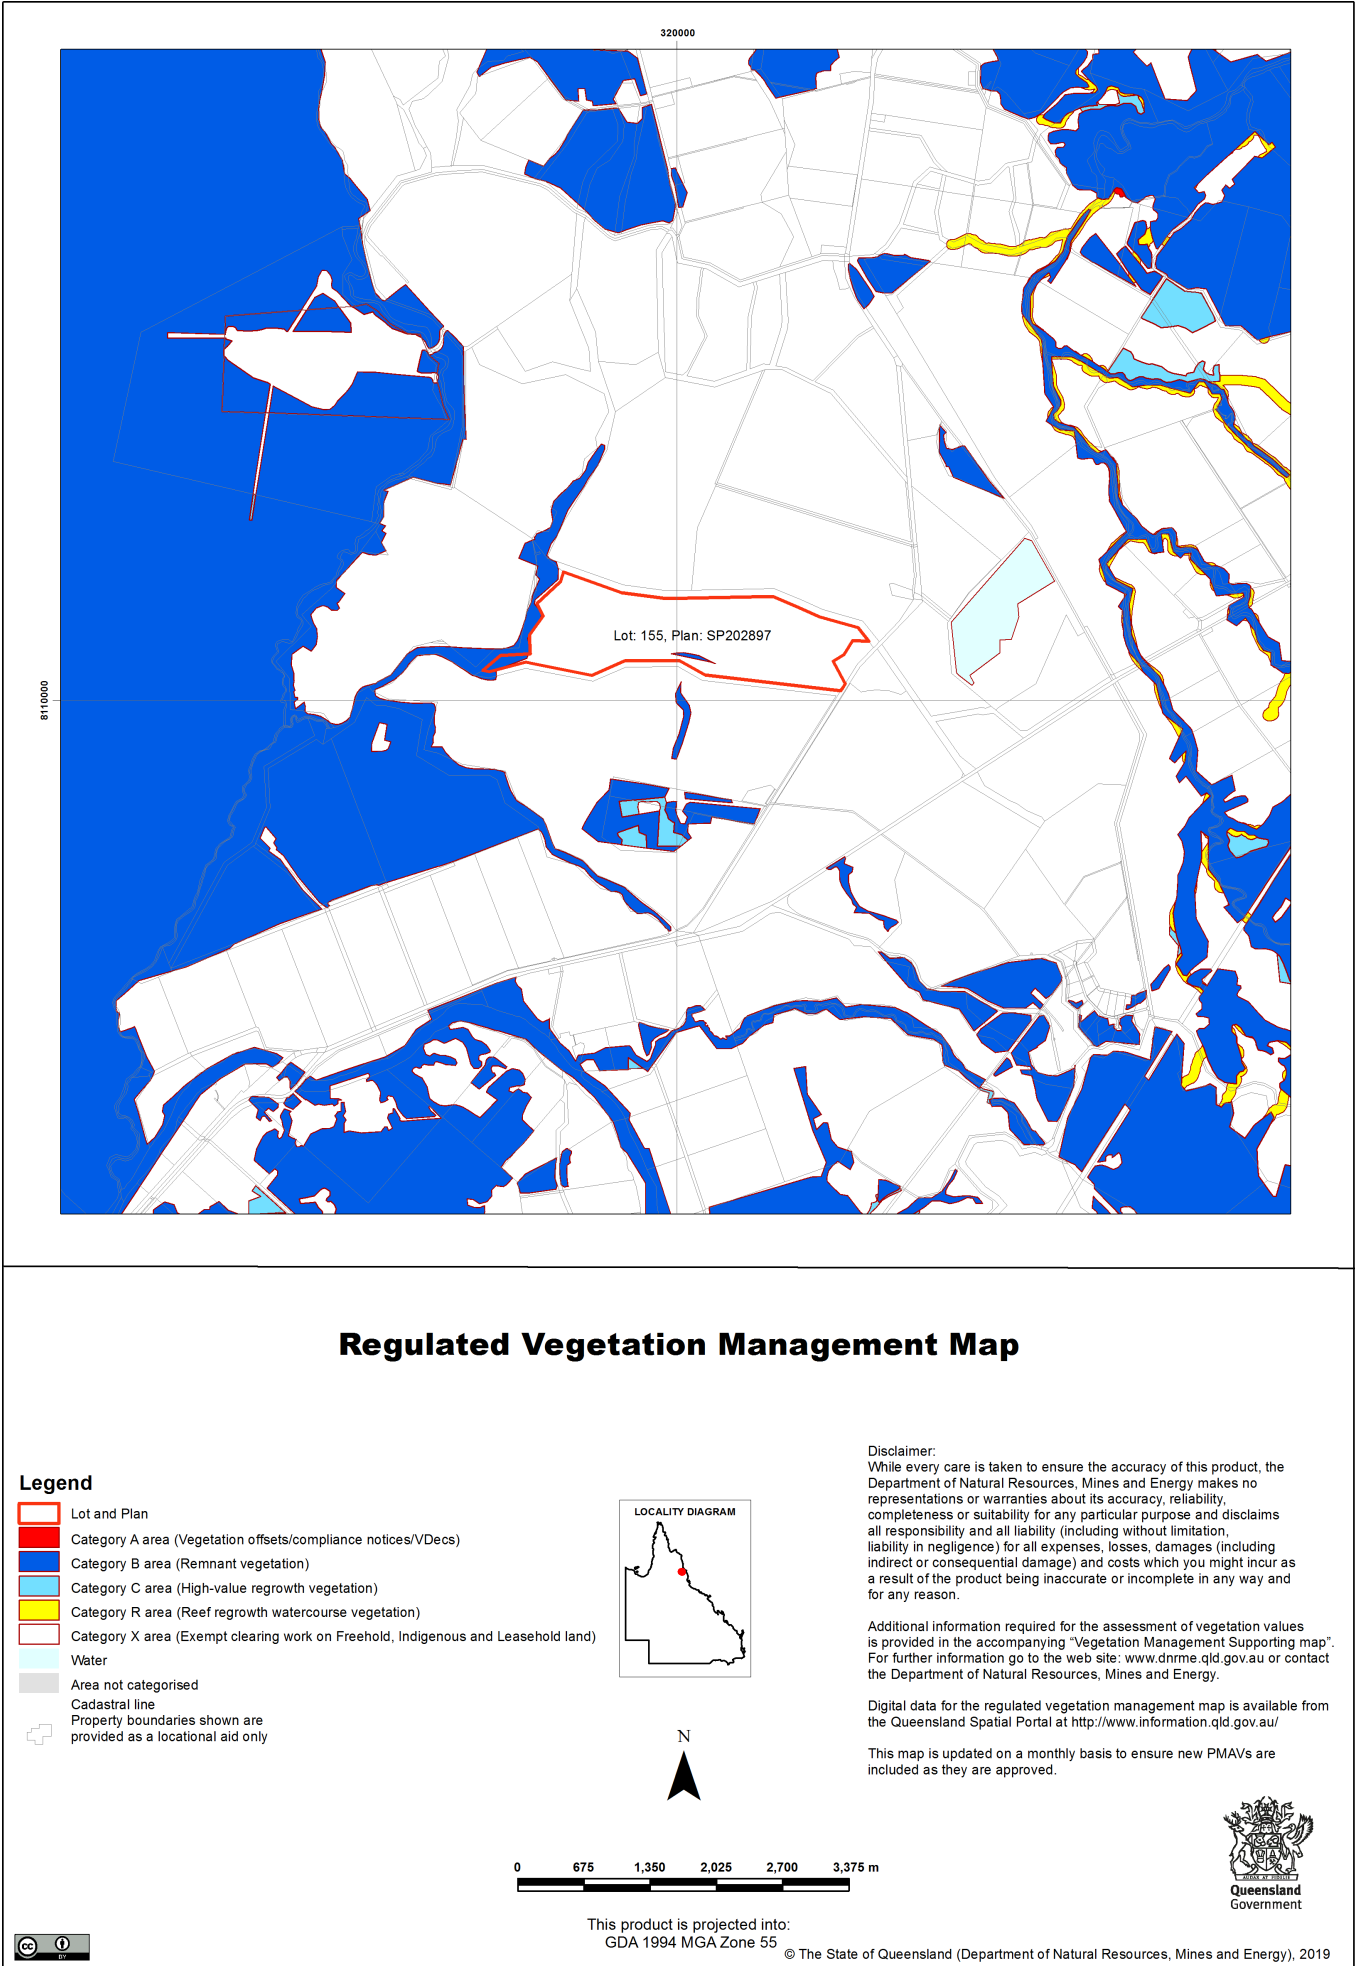 320000
8110000
Lot: 155, Plan: SP202897
Regulated Vegetation Management Map
Legend
Lot and Plan
Category A area (Vegetation offsets/compliance notices/VDecs)
Category B area (Remnant vegetation)
Category C area (High-value regrowth vegetation)
Category R area (Reef regrowth watercourse vegetation)
Category X area (Exempt clearing work on Freehold, Indigenous and Leasehold land)
Water
Area not categorised
Cadastral line
Property boundaries shown are
provided as a locational aid only
LOCALITY DIAGRAM
N
0 675 1,350 2,025 2,700 3,375 m
This product is projected into:
GDA 1994 MGA Zone 55
Disclaimer:
While every care is taken to ensure the accuracy of this product, the
Department of Natural Resources, Mines and Energy makes no
representations or warranties about its accuracy, reliability,
completeness or suitability for any particular purpose and disclaims
all responsibility and all liability (including without limitation,
liability in negligence) for all expenses, losses, damages (including
indirect or consequential damage) and costs which you might incur as
a result of the product being inaccurate or incomplete in any way and
for any reason.
Additional information required for the assessment of vegetation values
is provided in the accompanying “Vegetation Management Supporting map”.
For further information go to the web site: www.dnrme.qld.gov.au or contact
the Department of Natural Resources, Mines and Energy.
Digital data for the regulated vegetation management map is available from
the Queensland Spatial Portal at http://www.information.qld.gov.au/
This map is updated on a monthly basis to ensure new PMAVs are
included as they are approved.
Queensland
Government
cc
BY
© The State of Queensland (Department of Natural Resources, Mines and Energy), 2019